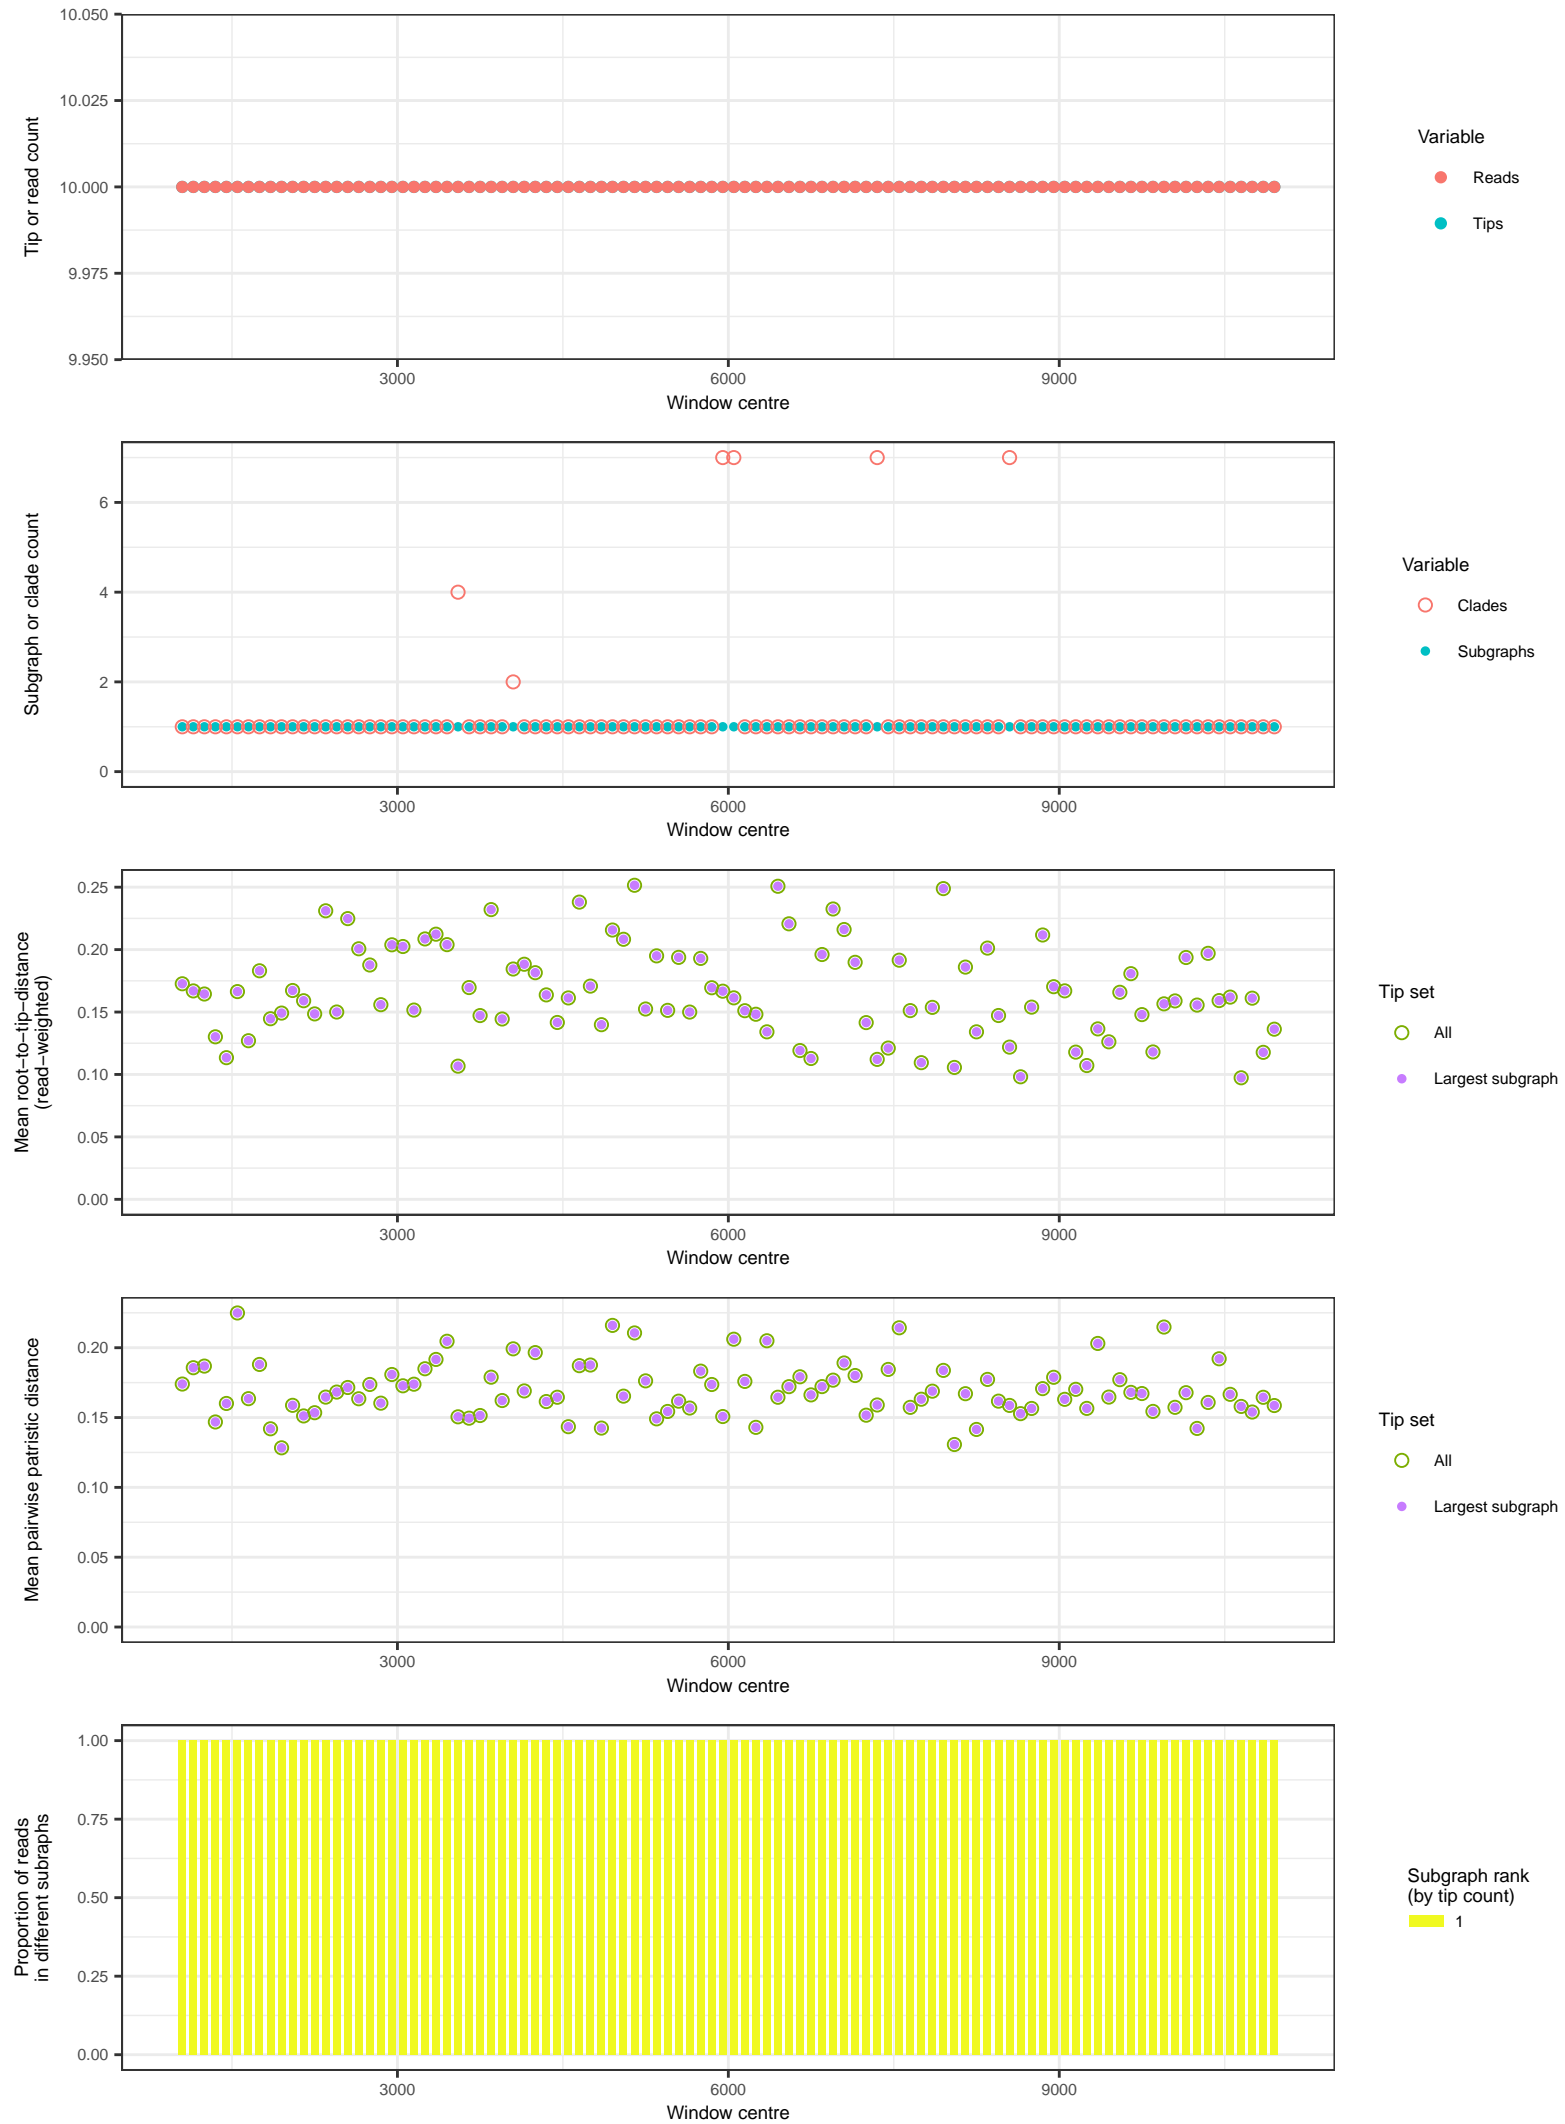 10.050
10.025
10.000
9.975
9.950
Tip or read count
3000
6000
9000
Window centre
Variable
Reads
Tips
6
4
2
0
Subgraph or clade count
3000
6000
9000
Window centre
Variable
Clades
Subgraphs
0.25
0.20
0.15
0.10
0.05
0.00
Mean root−to−tip−distance
(read−weighted)
3000
6000
9000
Window centre
Tip set
All
Largest subgraph
0.20
0.15
0.10
0.05
0.00
Mean pairwise patristic distance
3000
6000
9000
Window centre
Tip set
All
Largest subgraph
1.00
0.75
0.50
0.25
0.00
Proportion of reads
in different subraphs
3000
6000
9000
Window centre
Subgraph rank
(by tip count)
1